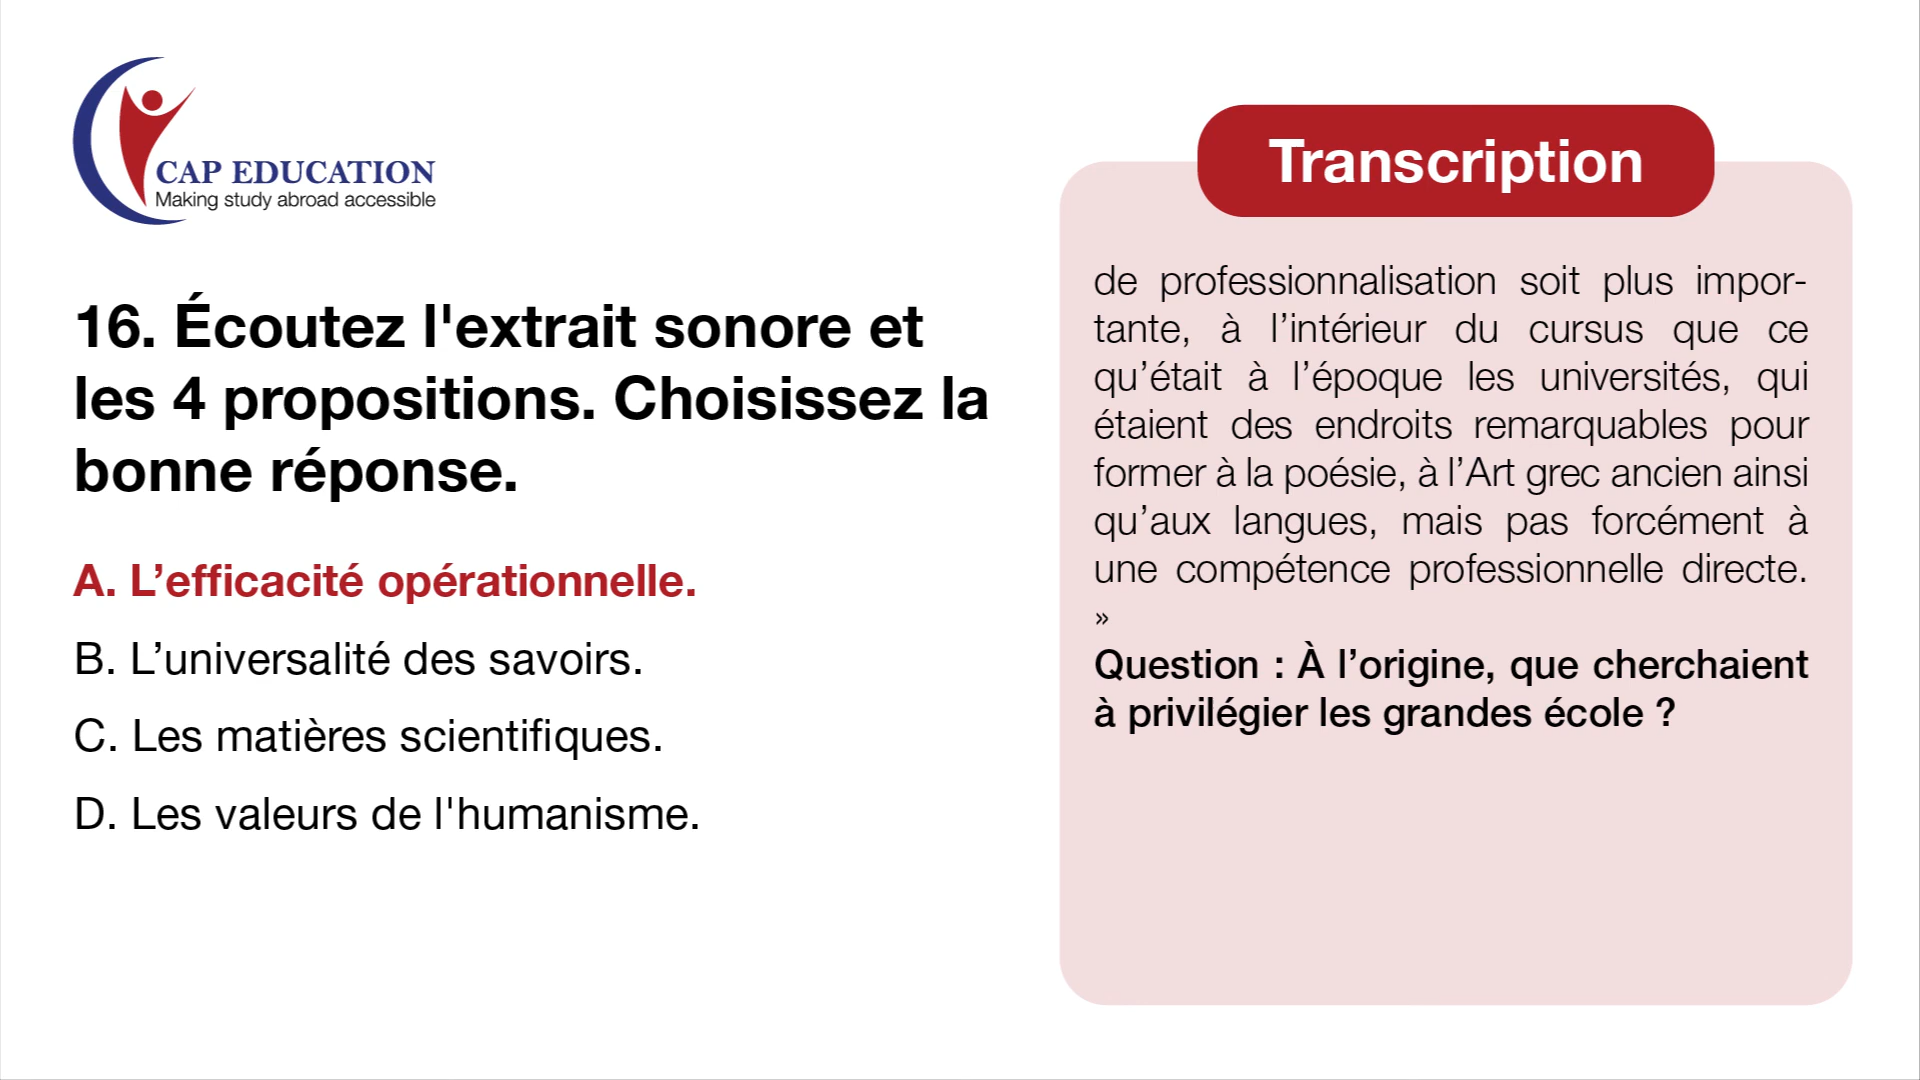 CAP EDUCATION
Making study abroad accessible
16. Écoutez l'extrait sonore et
les 4 propositions. Choisissez la
bonne réponse.
A. L’efficacité opérationnelle.
B. L’universalité des savoirs.
C. Les matières scientifiques.
D. Les valeurs de l'humanisme.
Transcription
de professionnalisation soit plus impor-
tante, à l’intérieur du cursus que ce
qu’était à l’époque les universités, qui
étaient des endroits remarquables pour
former à la poésie, à l’Art grec ancien ainsi
qu’aux langues, mais pas forcément à
une compétence professionnelle directe.
»
Question : À l’origine, que cherchaient
à privilégier les grandes école ?